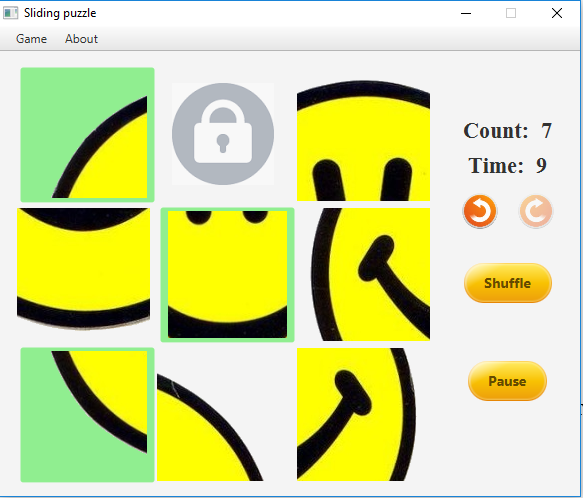 Sliding puzzle
Game About
Count: 7
Time: 9
Shuffle
Pause